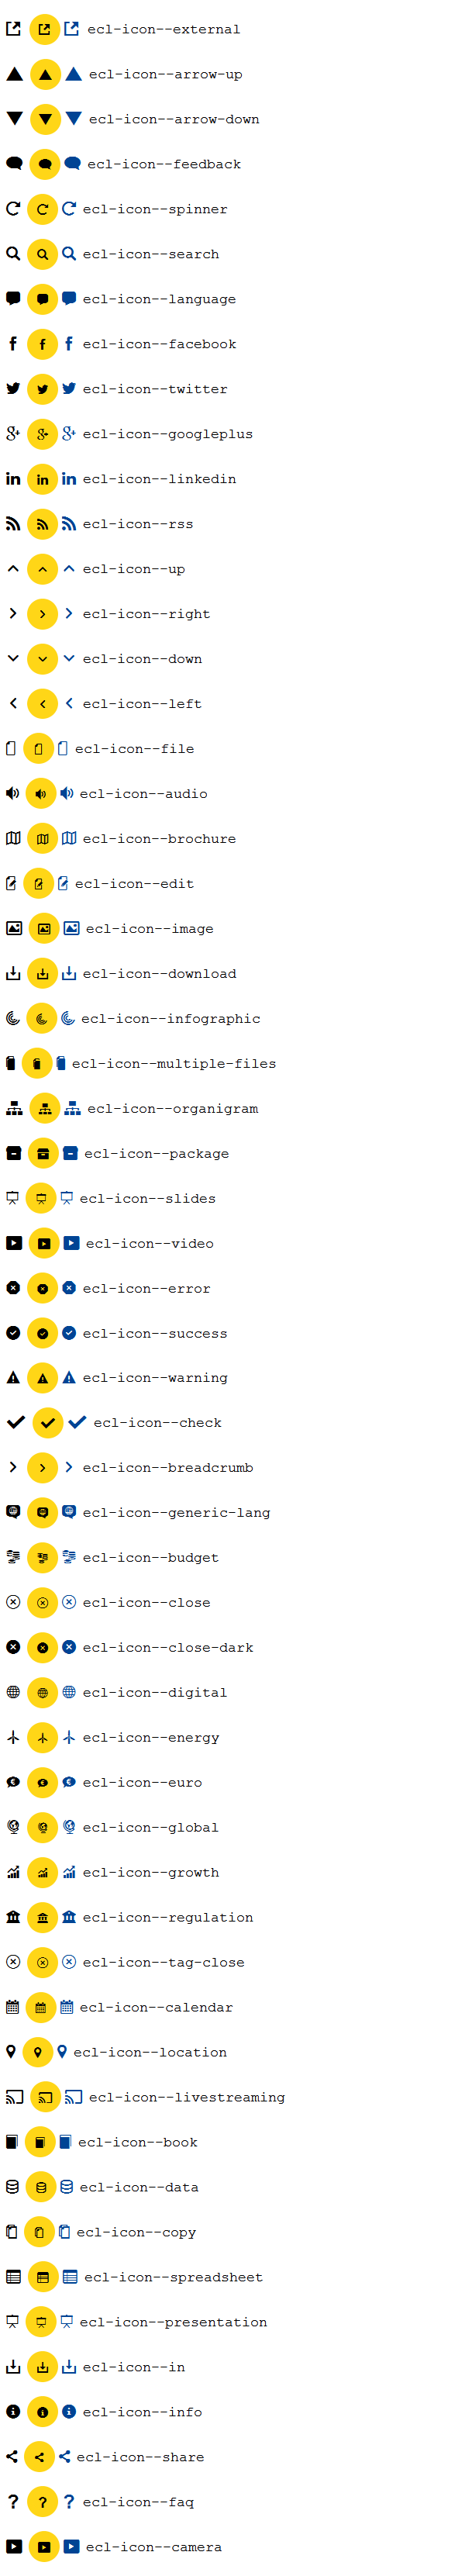 ecl-icon--external
ecl-icon--arrow-up
ecl-icon--arrow-down
ecl-icon--feedback
ecl-icon--spinner
ecl-icon--search
ecl-icon--language
ecl-icon--facebook
ecl-icon--twitter
ecl-icon--googleplus
ecl-icon--linkedin
ecl-icon--rss
ecl-icon--up
ecl-icon--right
ecl-icon--down
ecl-icon--left
ecl-icon--file
ecl-icon--audio
ecl-icon--brochure
ecl-icon--edit
ecl-icon--image
ecl-icon--download
ecl-icon--infographic
ecl-icon--multiple-files
ecl-icon--organigram
ecl-icon--package
ecl-icon--slides
ecl-icon--video
ecl-icon--error
ecl-icon--success
ecl-icon--warning
ecl-icon--check
ecl-icon--breadcrumb
ecl-icon--generic-lang
ecl-icon--budget
ecl-icon--close
ecl-icon--close-dark
ecl-icon--digital
ecl-icon--energy
ecl-icon--euro
ecl-icon--global
ecl-icon--growth
ecl-icon--regulation
ecl-icon--tag-close
ecl-icon--calendar
ecl-icon--location
ecl-icon--livestreaming
ecl-icon--book
ecl-icon--data
ecl-icon--copy
ecl-icon--spreadsheet
ecl-icon--presentation
ecl-icon--in
ecl-icon--info
ecl-icon--share
ecl-icon--faq
ecl-icon--camera